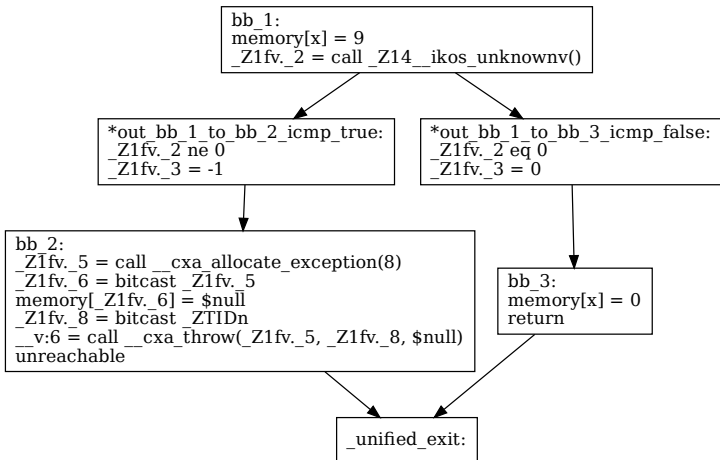 bb_1:
memory[x] = 9
_Z1fv._2 = call _Z14__ikos_unknownv()
*out_bb_1_to_bb_2_icmp_true:
_Z1fv._2 ne 0
_Z1fv._3 = -1
*out_bb_1_to_bb_3_icmp_false:
_Z1fv._2 eq 0
_Z1fv._3 = 0
bb_2:
_Z1fv._5 = call __cxa_allocate_exception(8)
_Z1fv._6 = bitcast _Z1fv._5
memory[_Z1fv._6] = $null
_Z1fv._8 = bitcast _ZTIDn
__v:6 = call __cxa_throw(_Z1fv._5, _Z1fv._8, $null)
unreachable
bb_3:
memory[x] = 0
return
_unified_exit: